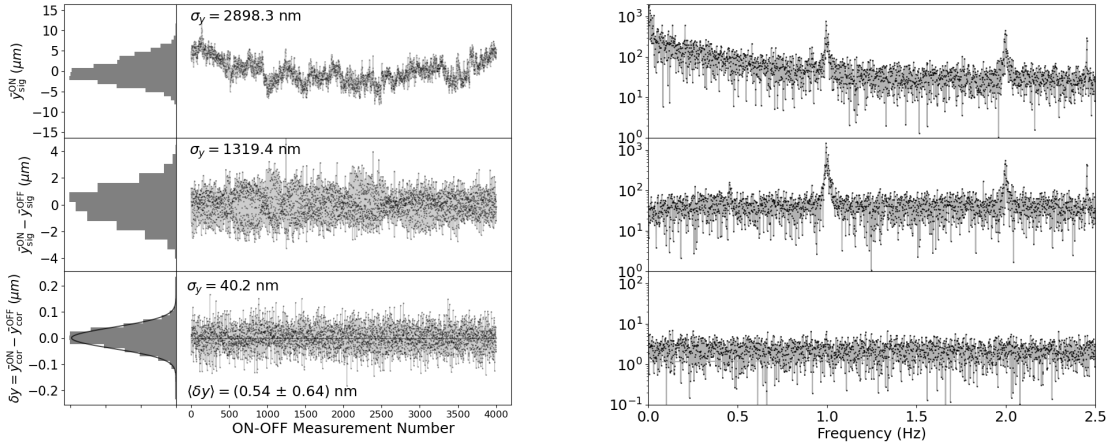 15
10
5
0
−5
−10
−15
ȳ_sig^ON (μm)
σ_y = 2898.3 nm
4
2
0
−2
−4
ȳ_sig^ON − ȳ_sig^OFF (μm)
σ_y = 1319.4 nm
0.2
0.1
0.0
−0.1
−0.2
δy = ȳ_cor^ON − ȳ_cor^OFF (μm)
σ_y = 40.2 nm
⟨δy⟩ = (0.54 ± 0.64) nm
0 500 1000 1500 2000 2500 3000 3500 4000
ON-OFF Measurement Number
10^3
10^2
10^1
10^0
10^3
10^2
10^1
10^0
10^2
10^1
10^0
10^−1
0.0 0.5 1.0 1.5 2.0 2.5
Frequency (Hz)